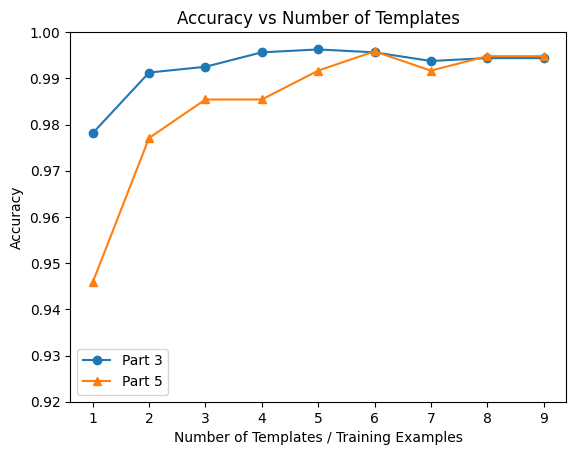 Accuracy vs Number of Templates
1.00
0.99
0.98
0.97
0.96
0.95
0.94
0.93
0.92
Accuracy
Part 3
Part 5
1 2 3 4 5 6 7 8 9
Number of Templates / Training Examples